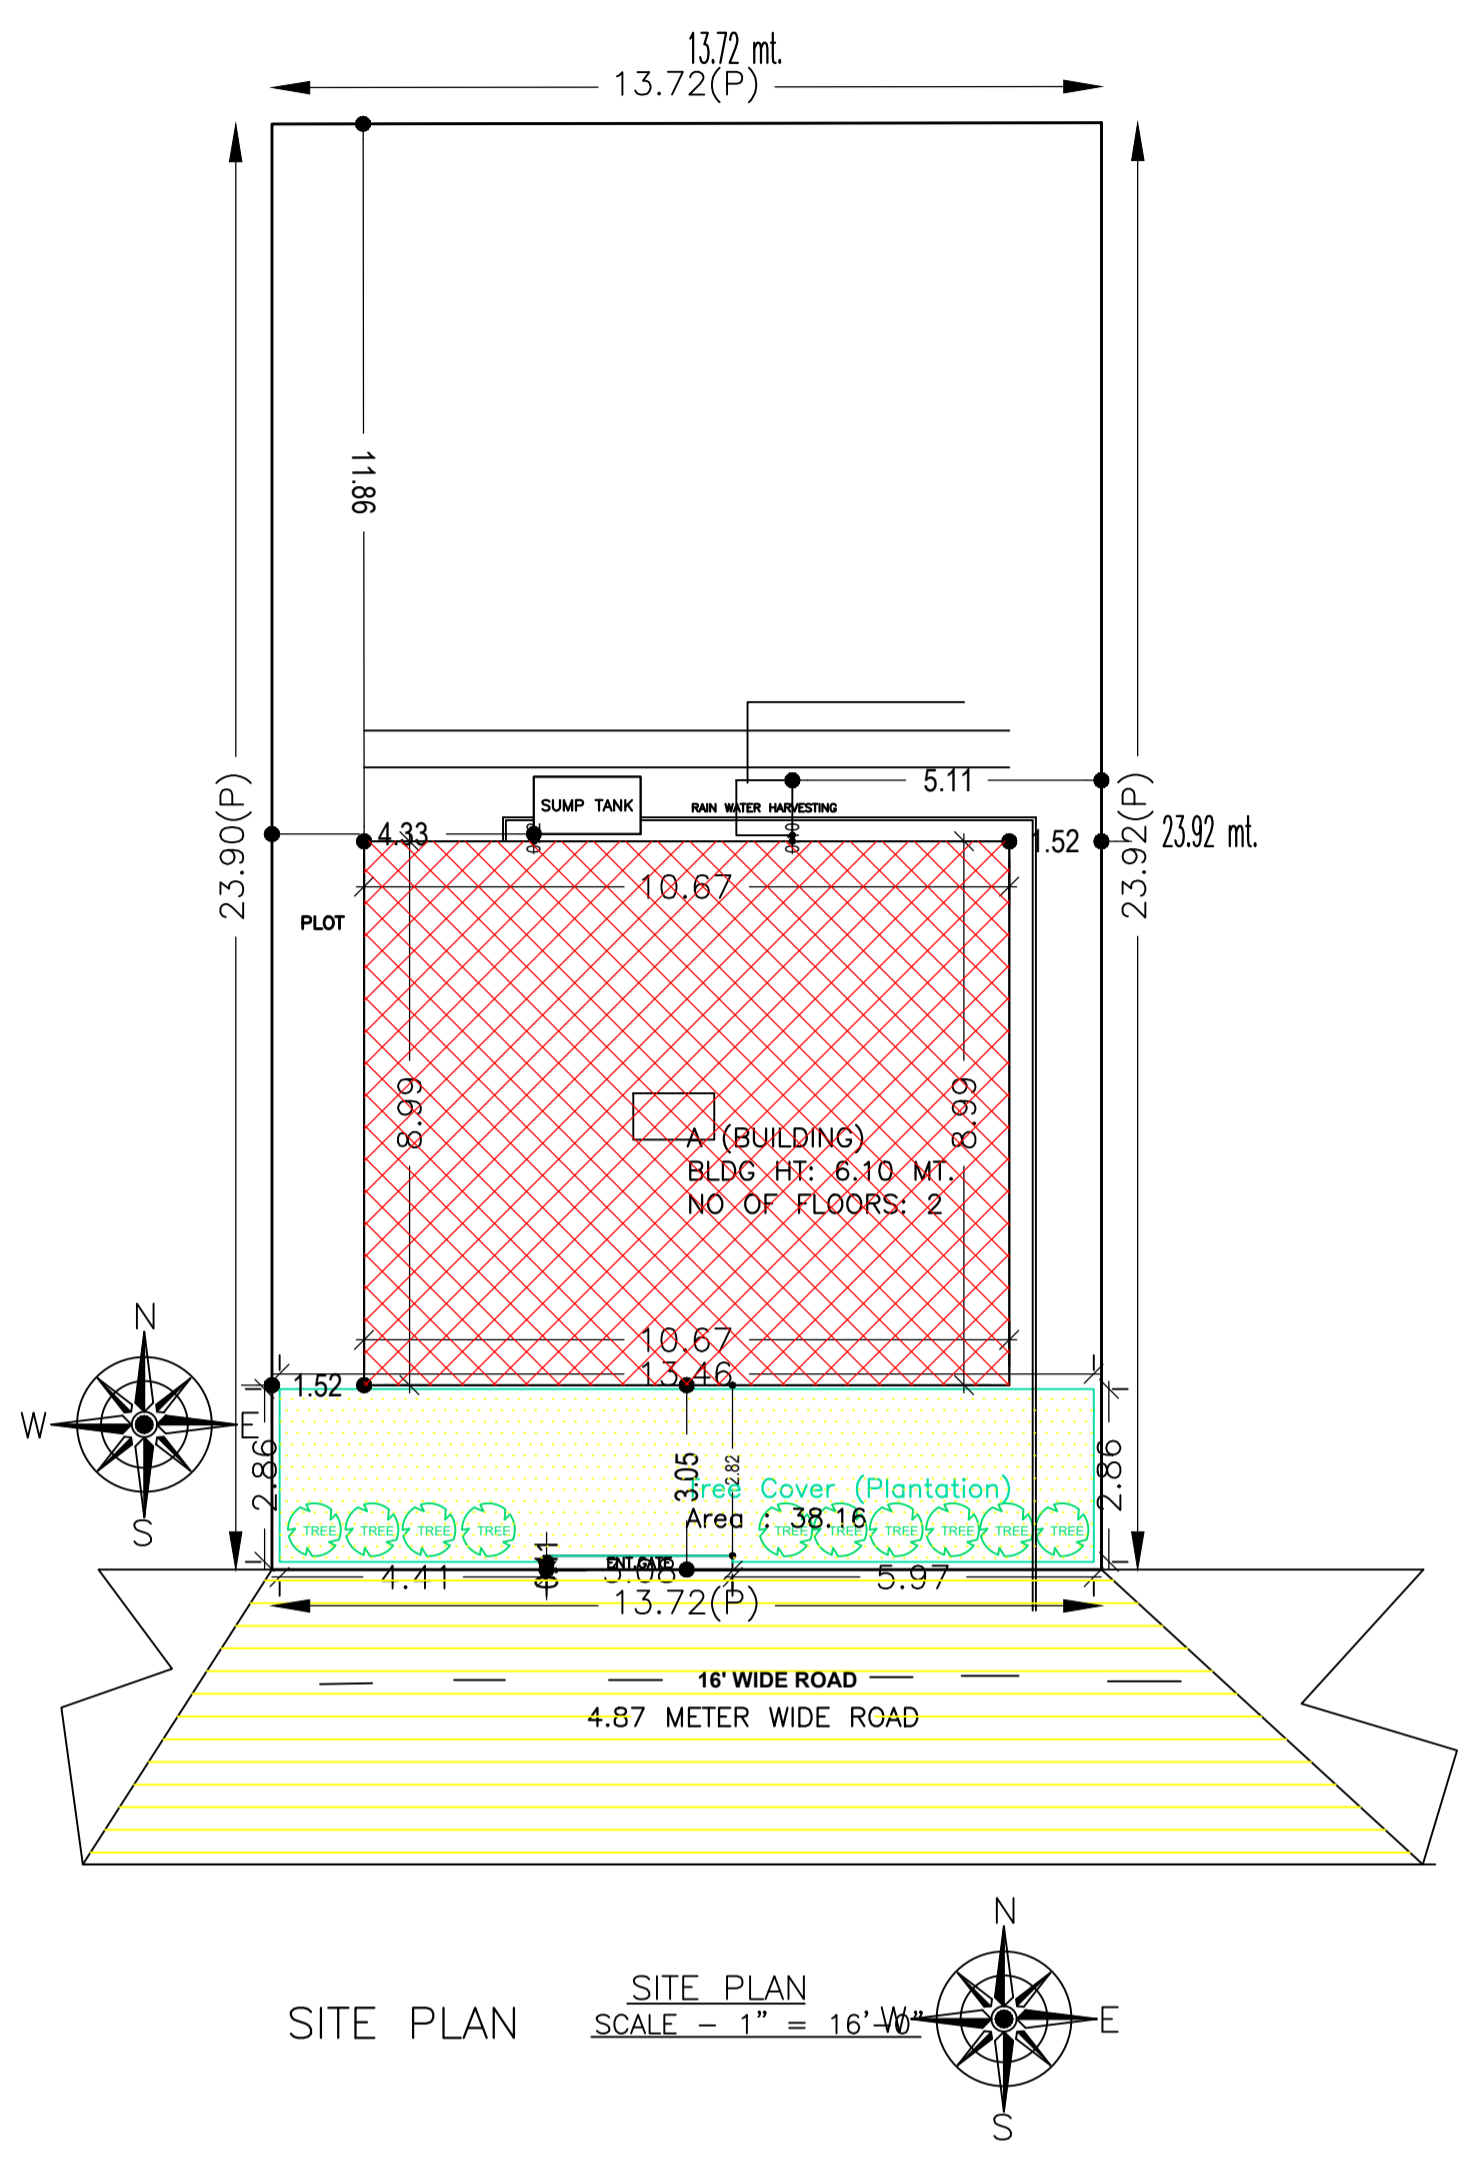 13.72 mt.
13.72(P)
11.86
23.90(P)
23.92(P)
23.92 mt.
5.11
SUMP TANK
RAIN WATER HARVESTING
4.33
1.52
10.67
PLOT
8.99
8.99
A (BUILDING)
BLDG HT: 6.10 MT.
NO OF FLOORS: 2
10.67
13.46
1.52
N
W
E
S
2.86
2.86
3.05
2.82
Tree Cover (Plantation)
Area : 38.16
TREE TREE TREE TREE TREE TREE TREE TREE TREE TREE
ENT.GATE
4.41
5.97
13.72(P)
16' WIDE ROAD
4.87 METER WIDE ROAD
SITE PLAN
SITE PLAN
SCALE - 1" = 16'-0"
N
W
E
S